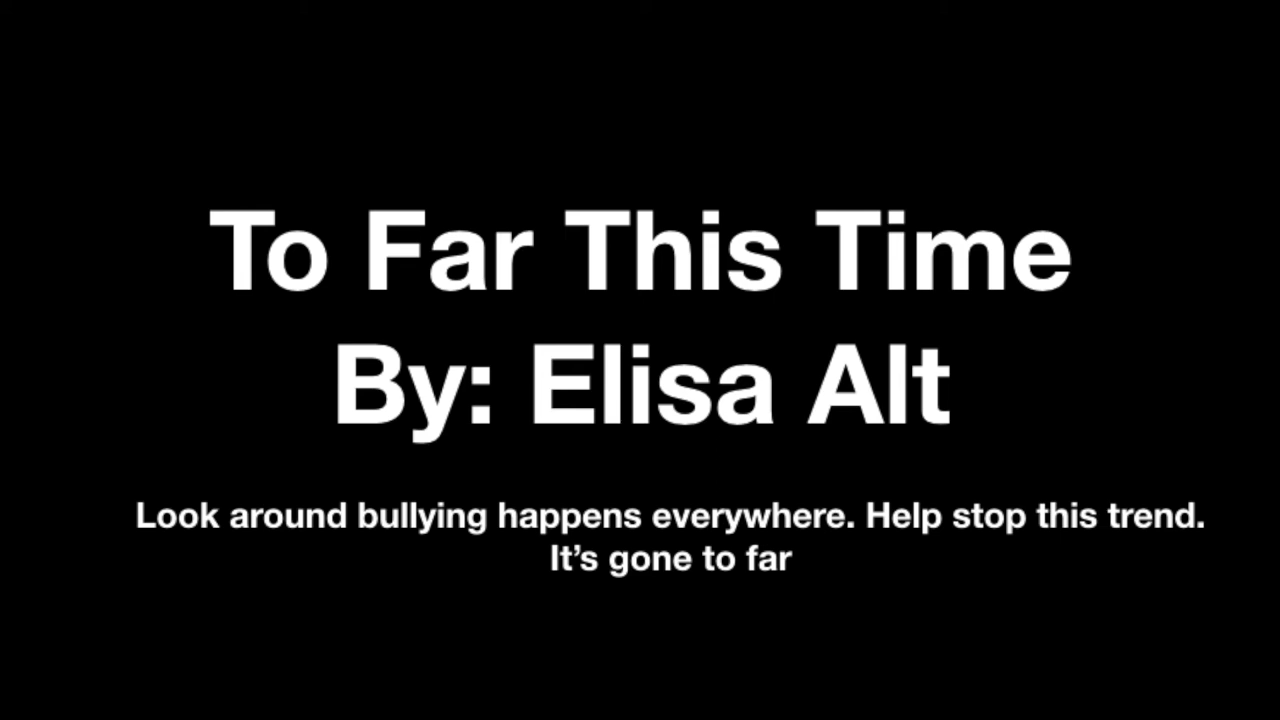 To Far This Time
By: Elisa Alt
Look around bullying happens everywhere. Help stop this trend.
It’s gone to far